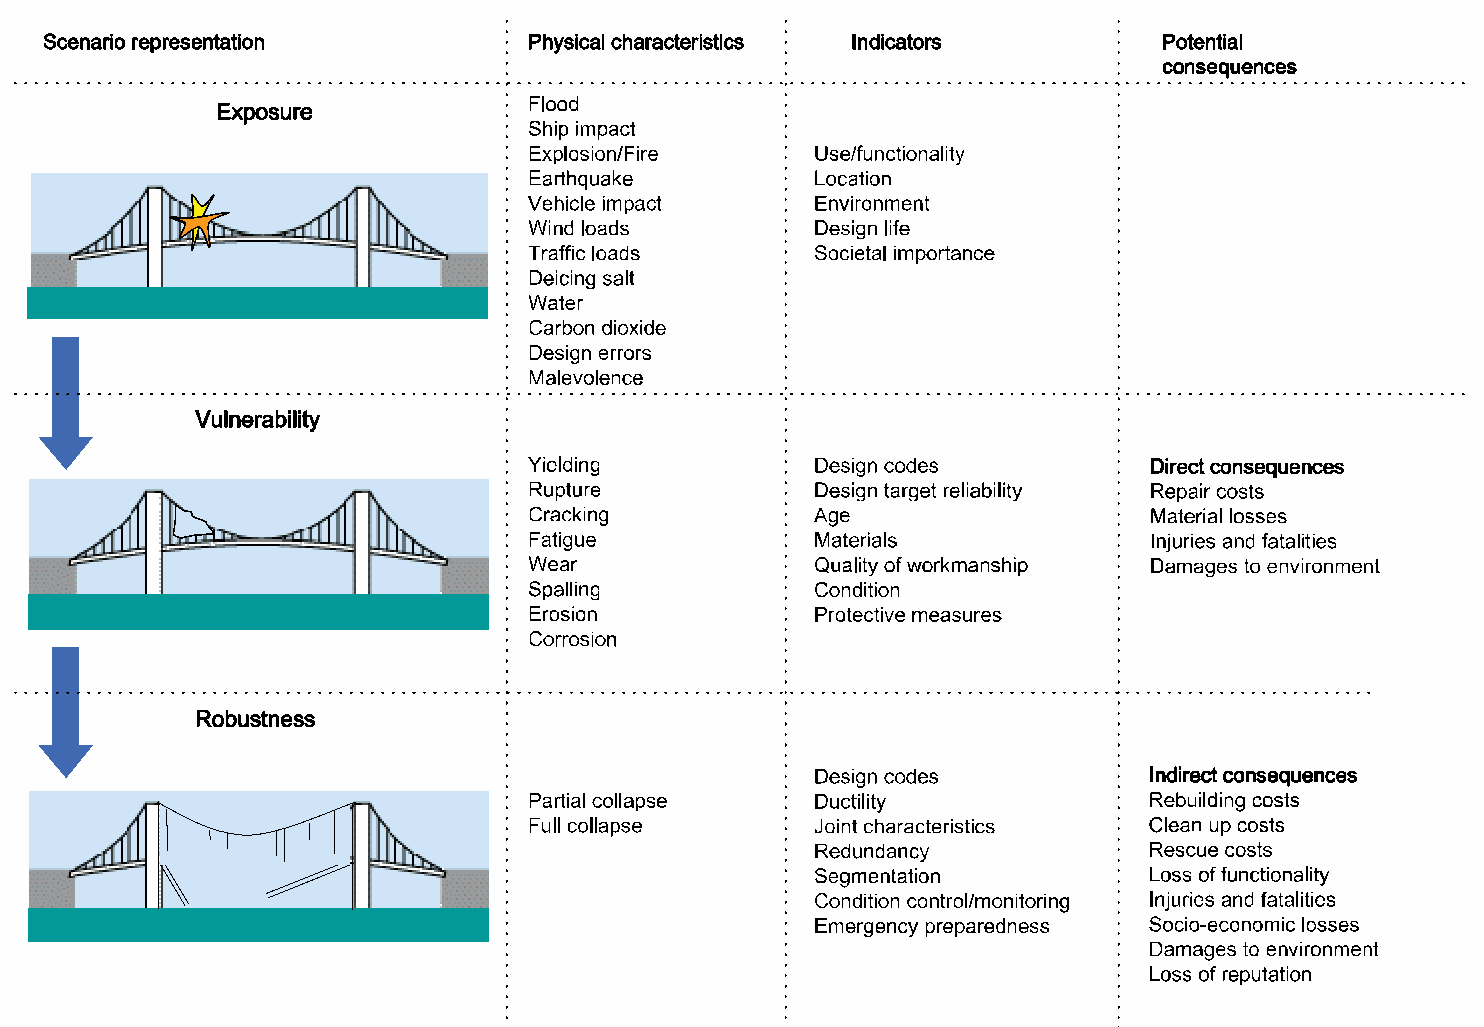 Scenario representation
Physical characteristics
Indicators
Potential
consequences
Exposure
Flood
Ship impact
Explosion/Fire
Earthquake
Vehicle impact
Wind loads
Traffic loads
Deicing salt
Water
Carbon dioxide
Design errors
Malevolence
Use/functionality
Location
Environment
Design life
Societal importance
Vulnerability
Yielding
Rupture
Cracking
Fatigue
Wear
Spalling
Erosion
Corrosion
Design codes
Design target reliability
Age
Materials
Quality of workmanship
Condition
Protective measures
Direct consequences
Repair costs
Material losses
Injuries and fatalities
Damages to environment
Robustness
Partial collapse
Full collapse
Design codes
Ductility
Joint characteristics
Redundancy
Segmentation
Condition control/monitoring
Emergency preparedness
Indirect consequences
Rebuilding costs
Clean up costs
Rescue costs
Loss of functionality
Injuries and fatalities
Socio-economic losses
Damages to environment
Loss of reputation